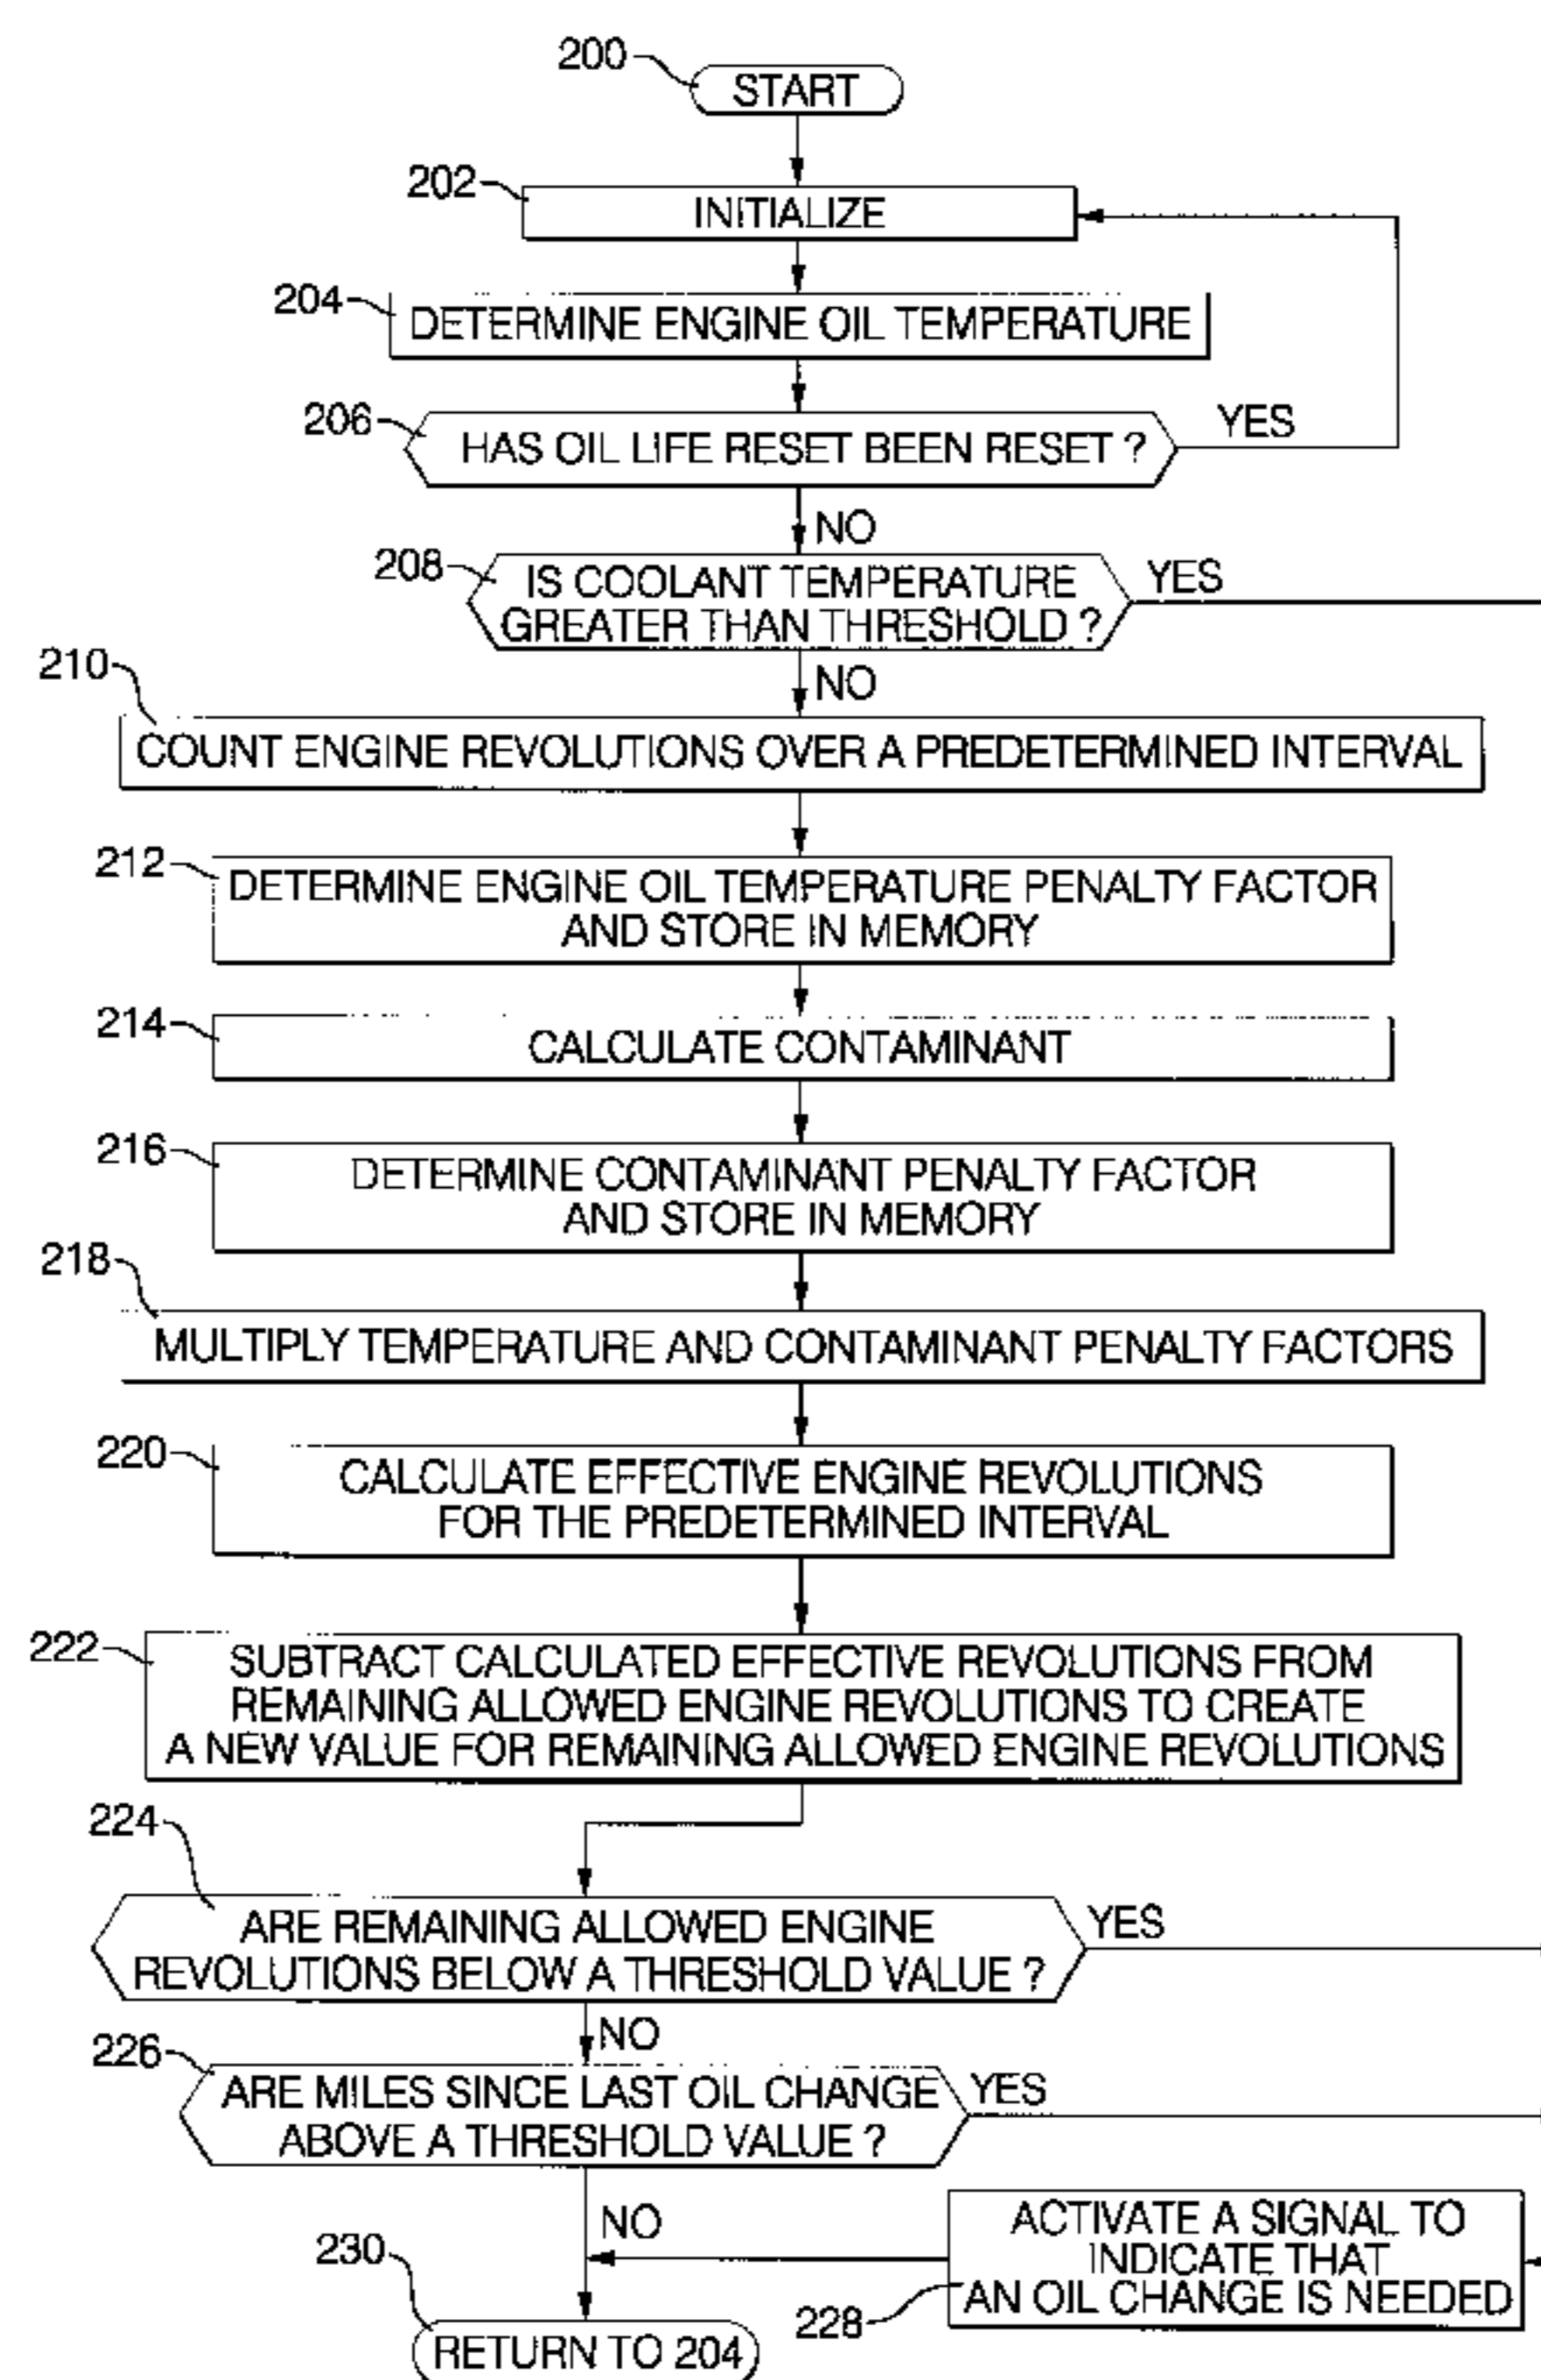 200
START
202
INITIALIZE
204
DETERMINE ENGINE OIL TEMPERATURE
206
HAS OIL LIFE RESET BEEN RESET ?
YES
NO
208
IS COOLANT TEMPERATURE
GREATER THAN THRESHOLD ?
YES
NO
210
COUNT ENGINE REVOLUTIONS OVER A PREDETERMINED INTERVAL
212
DETERMINE ENGINE OIL TEMPERATURE PENALTY FACTOR
AND STORE IN MEMORY
214
CALCULATE CONTAMINANT
216
DETERMINE CONTAMINANT PENALTY FACTOR
AND STORE IN MEMORY
218
MULTIPLY TEMPERATURE AND CONTAMINANT PENALTY FACTORS
220
CALCULATE EFFECTIVE ENGINE REVOLUTIONS
FOR THE PREDETERMINED INTERVAL
222
SUBTRACT CALCULATED EFFECTIVE REVOLUTIONS FROM
REMAINING ALLOWED ENGINE REVOLUTIONS TO CREATE
A NEW VALUE FOR REMAINING ALLOWED ENGINE REVOLUTIONS
224
ARE REMAINING ALLOWED ENGINE
REVOLUTIONS BELOW A THRESHOLD VALUE ?
YES
NO
226
ARE MILES SINCE LAST OIL CHANGE
ABOVE A THRESHOLD VALUE ?
YES
NO
ACTIVATE A SIGNAL TO
INDICATE THAT
AN OIL CHANGE IS NEEDED
228
230
RETURN TO 204